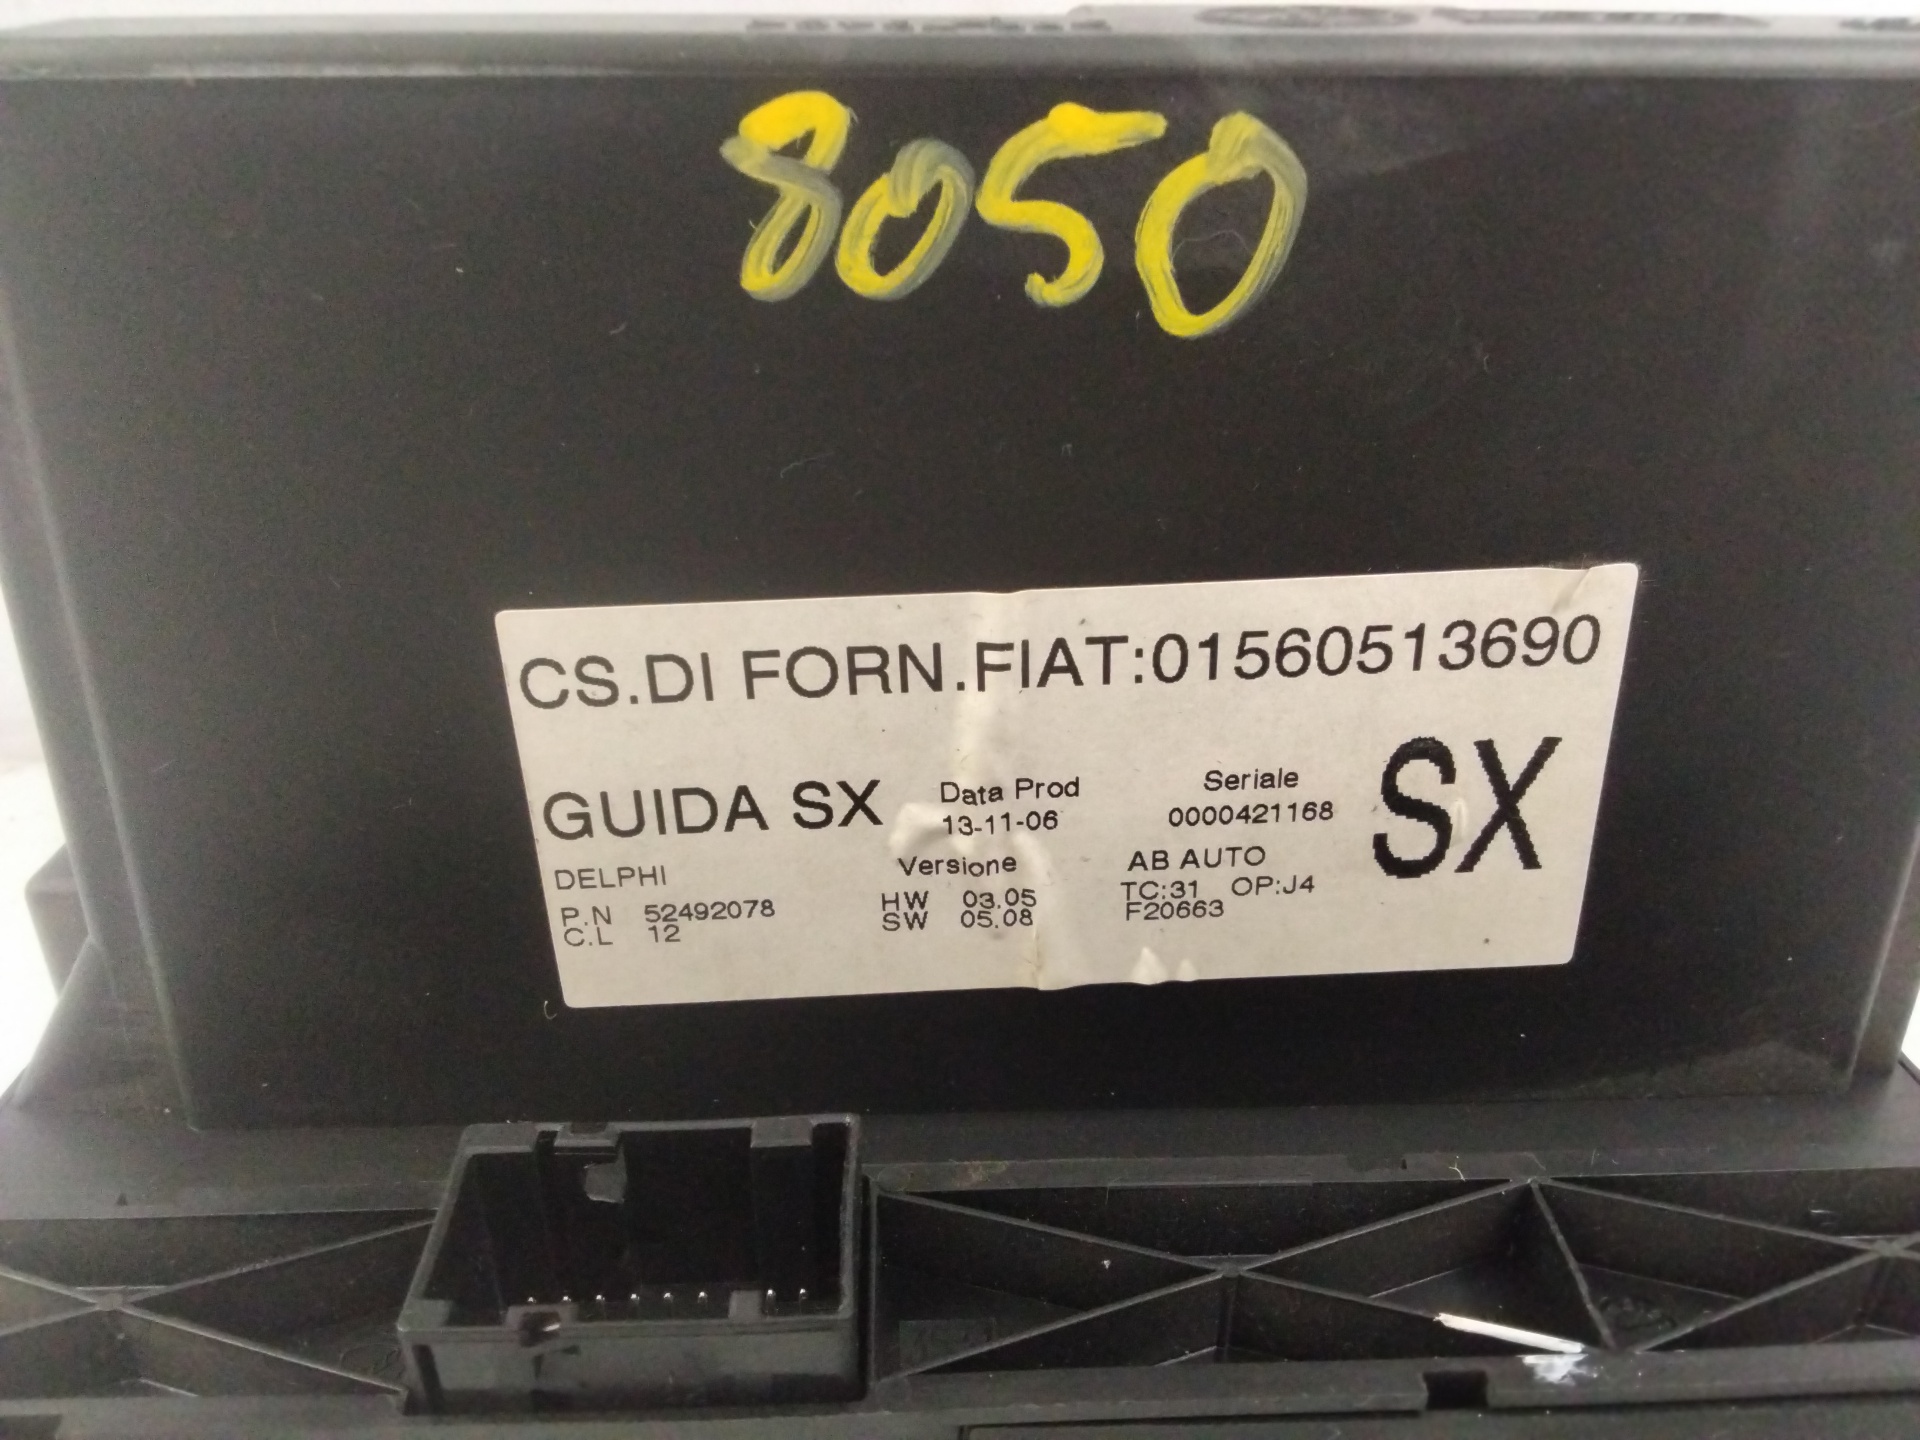 8050
CS.DI FORN.FIAT:01560513690
GUIDA SX
Data Prod
13-11-06
Seriale
0000421168
SX
DELPHI
P.N 52492078
C.L 12
Versione
HW 03.05
SW 05.08
AB AUTO
TC:31 OP:J4
F20663